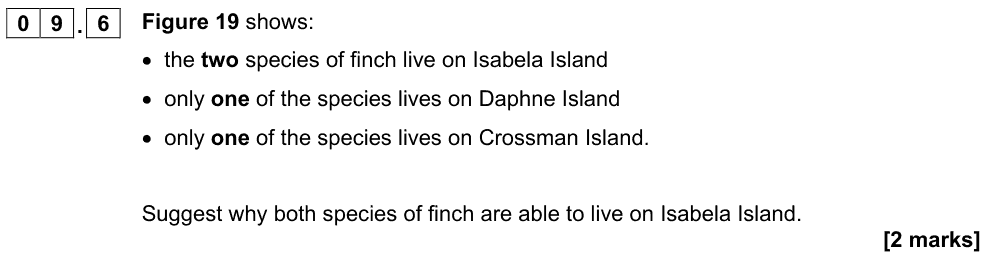 09.6 Figure 19 shows:
• the two species of finch live on Isabela Island
• only one of the species lives on Daphne Island
• only one of the species lives on Crossman Island.
Suggest why both species of finch are able to live on Isabela Island.
[2 marks]